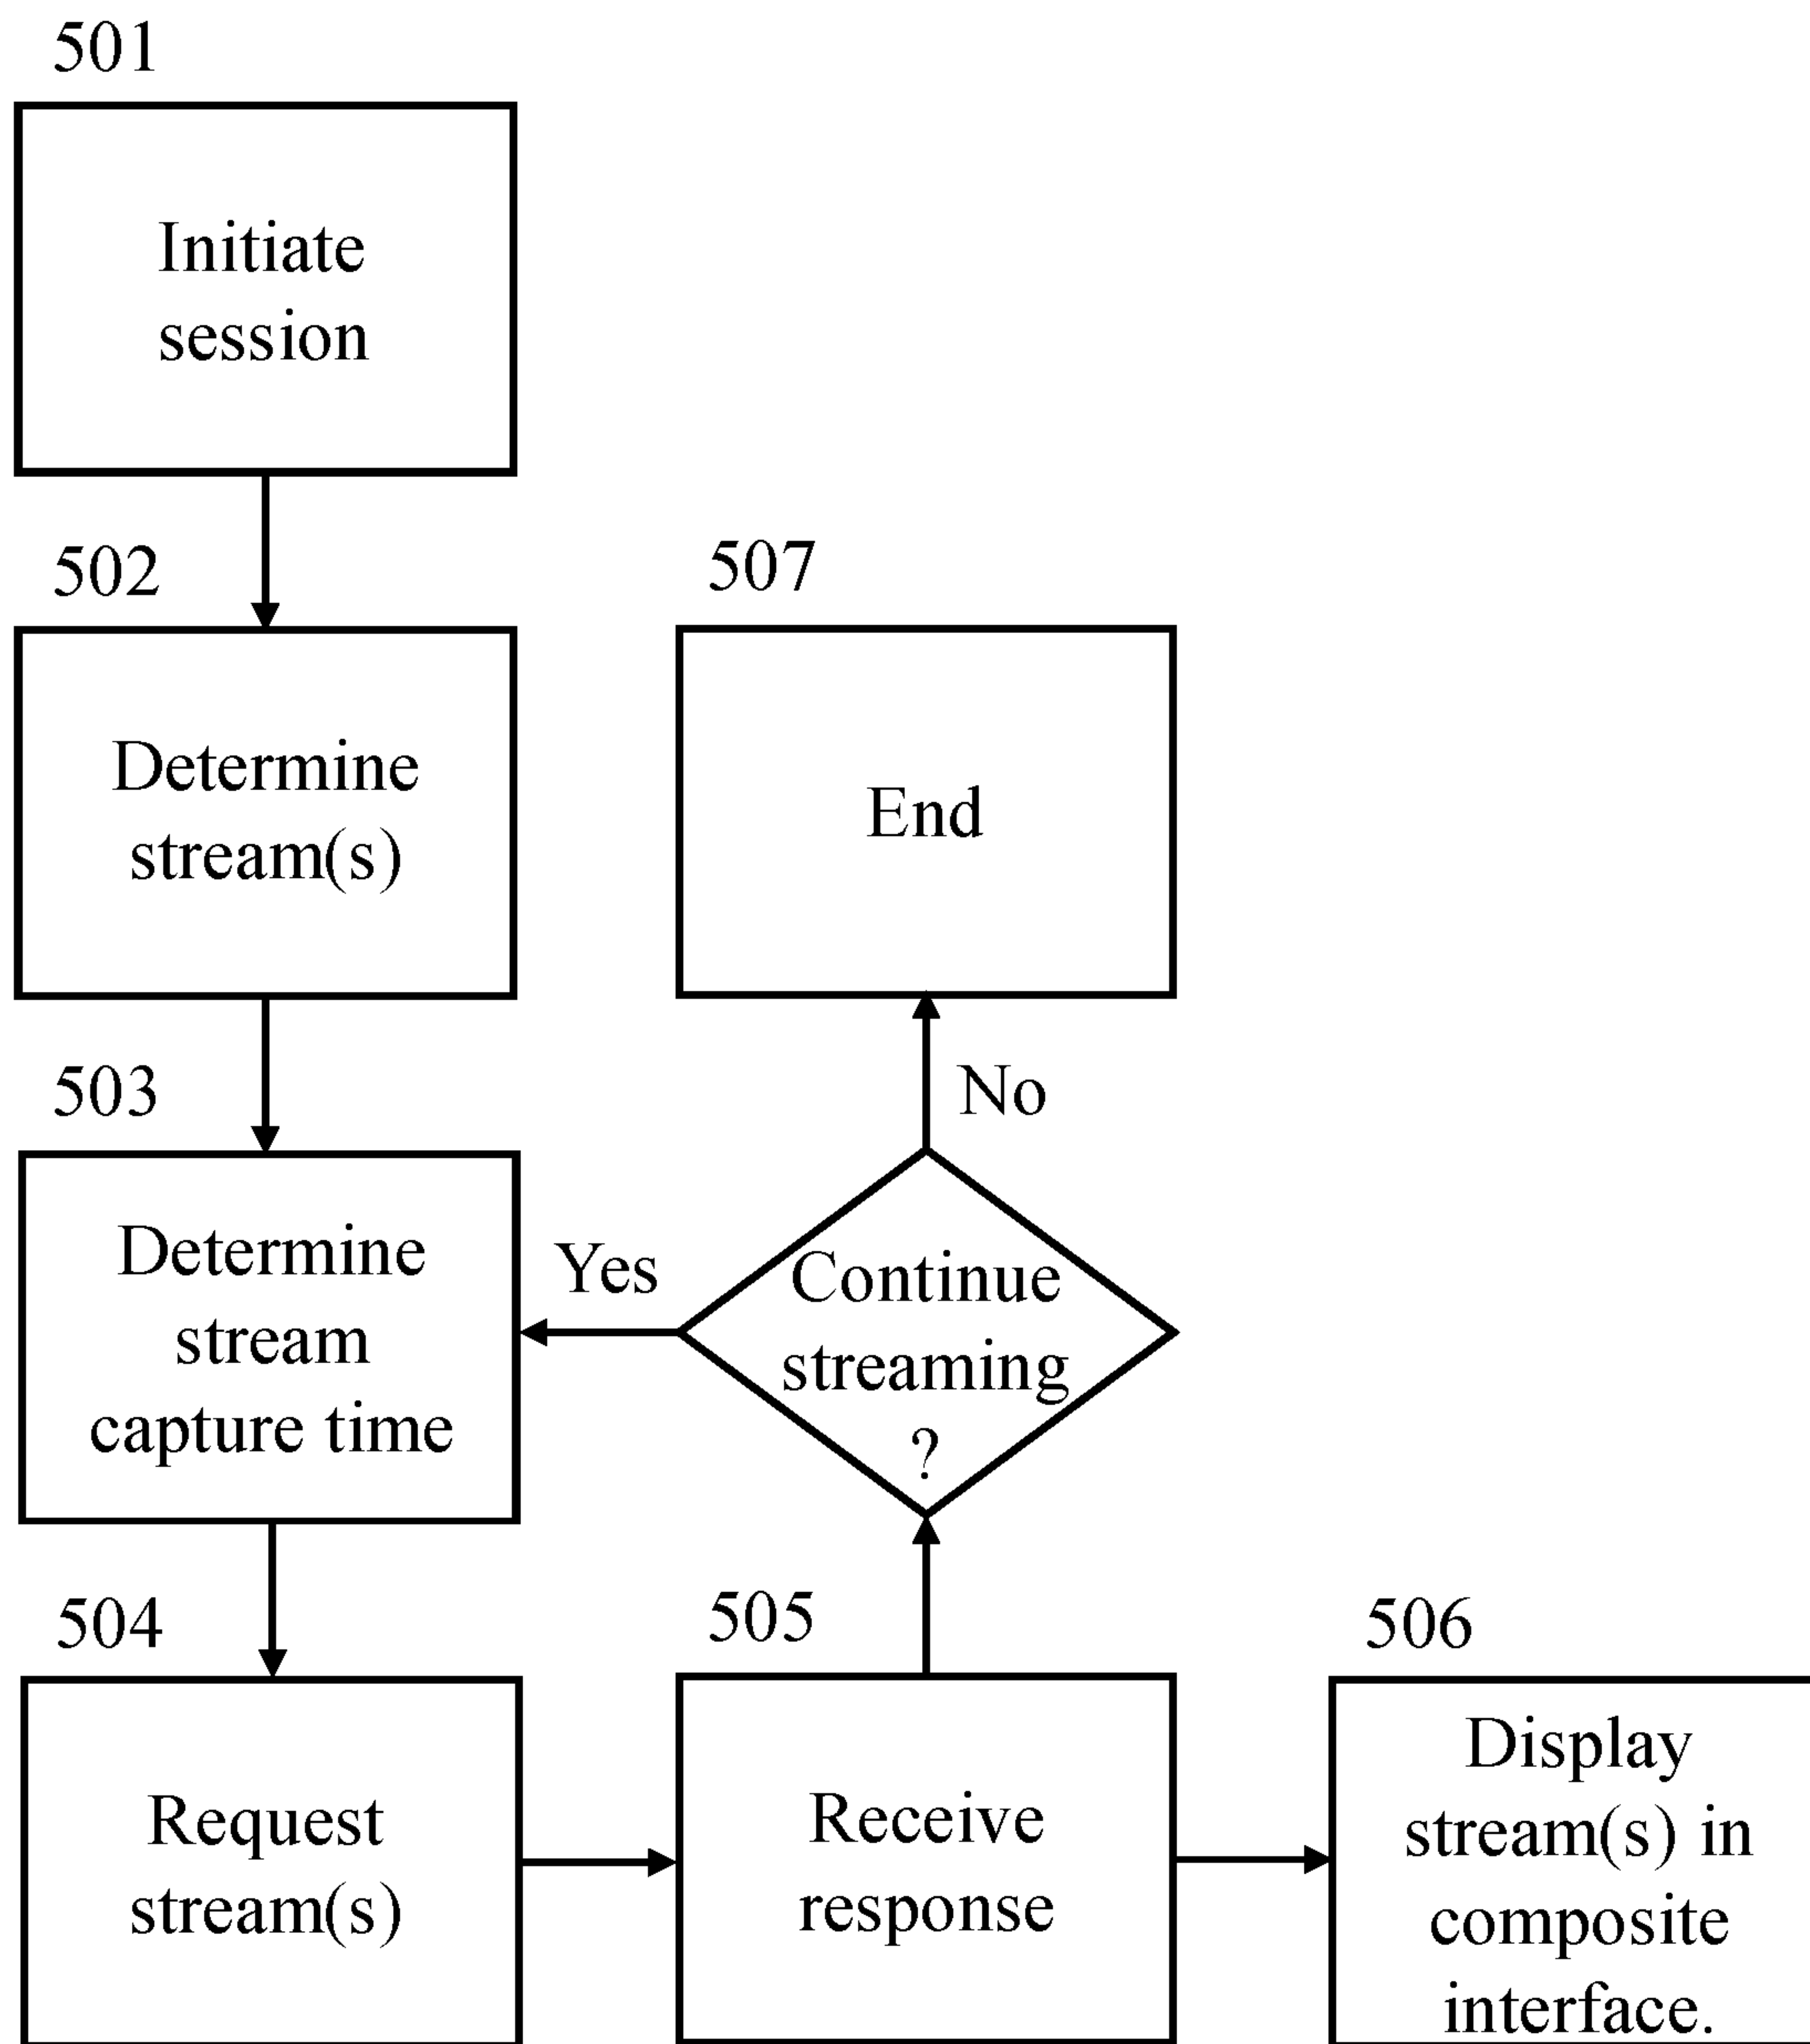 501
Initiate
session
502
Determine
stream(s)
503
Determine
stream
capture time
504
Request
stream(s)
505
Receive
response
506
Display
stream(s) in
composite
interface.
Continue
streaming
?
Yes
No
507
End